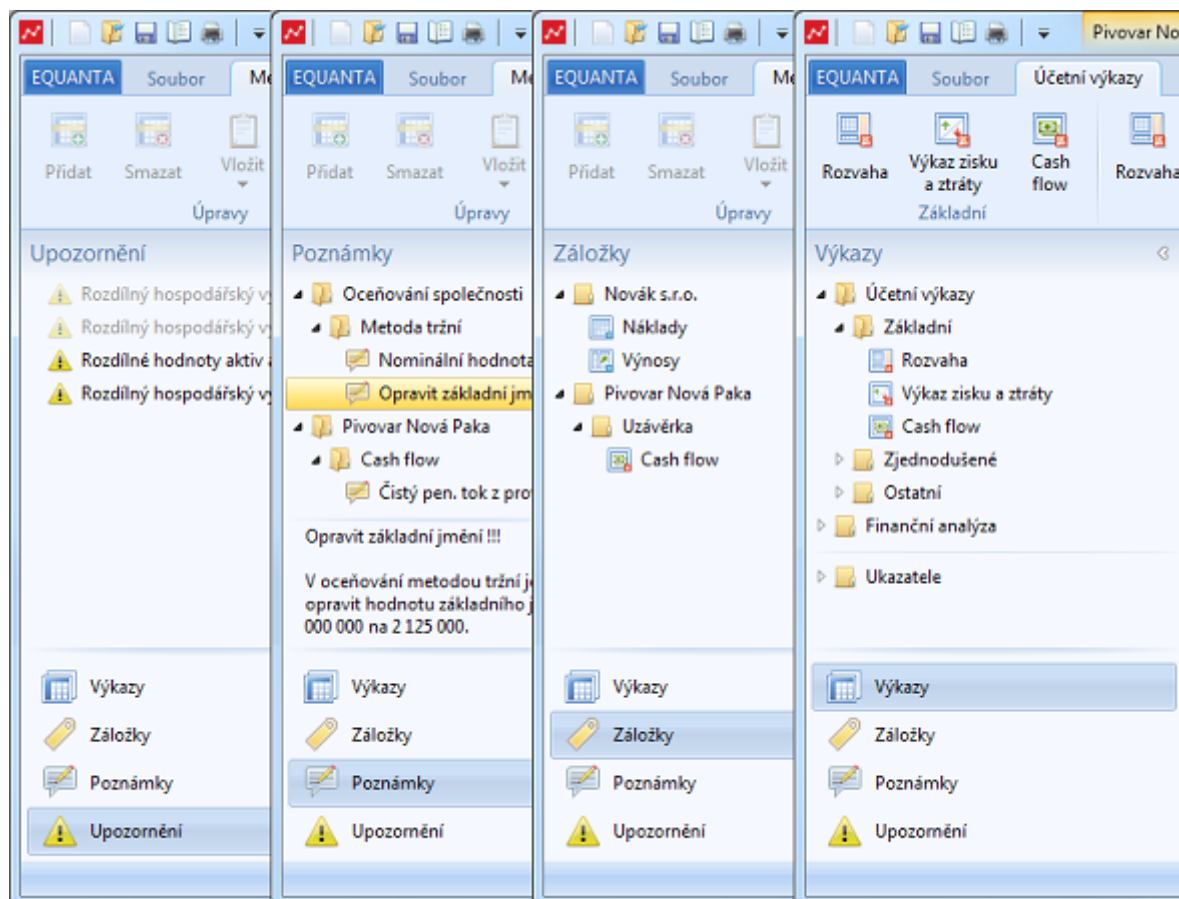 EQUANTA Soubor
Přidat Smazat Vložit
Úpravy
Upozornění
Rozdílný hospodářský
Rozdílný hospodářský
Rozdílné hodnoty aktiv
Rozdílný hospodářský
Výkazy
Záložky
Poznámky
Upozornění
EQUANTA Soubor
Přidat Smazat Vložit
Úpravy
Poznámky
Oceňování společnosti
Metoda tržní
Nominální hodnota
Opravit základní jm
Pivovar Nová Paka
Cash flow
Čistý pen. tok z
Opravit základní jmění !!!
V oceňování metodou tržní
opravit hodnotu základního
000 000 na 2 125 000.
Výkazy
Záložky
Poznámky
Upozornění
EQUANTA Soubor
Přidat Smazat Vložit
Úpravy
Záložky
Novák s.r.o.
Náklady
Výnosy
Pivovar Nová Paka
Uzávěrka
Cash flow
Výkazy
Záložky
Poznámky
Upozornění
Pivovar No
EQUANTA Soubor Účetní výkazy
Rozvaha Výkaz zisku a ztráty Cash flow Rozvaha
Základní
Výkazy
Účetní výkazy
Základní
Rozvaha
Výkaz zisku a ztráty
Cash flow
Zjednodušené
Ostatní
Finanční analýza
Ukazatele
Výkazy
Záložky
Poznámky
Upozornění